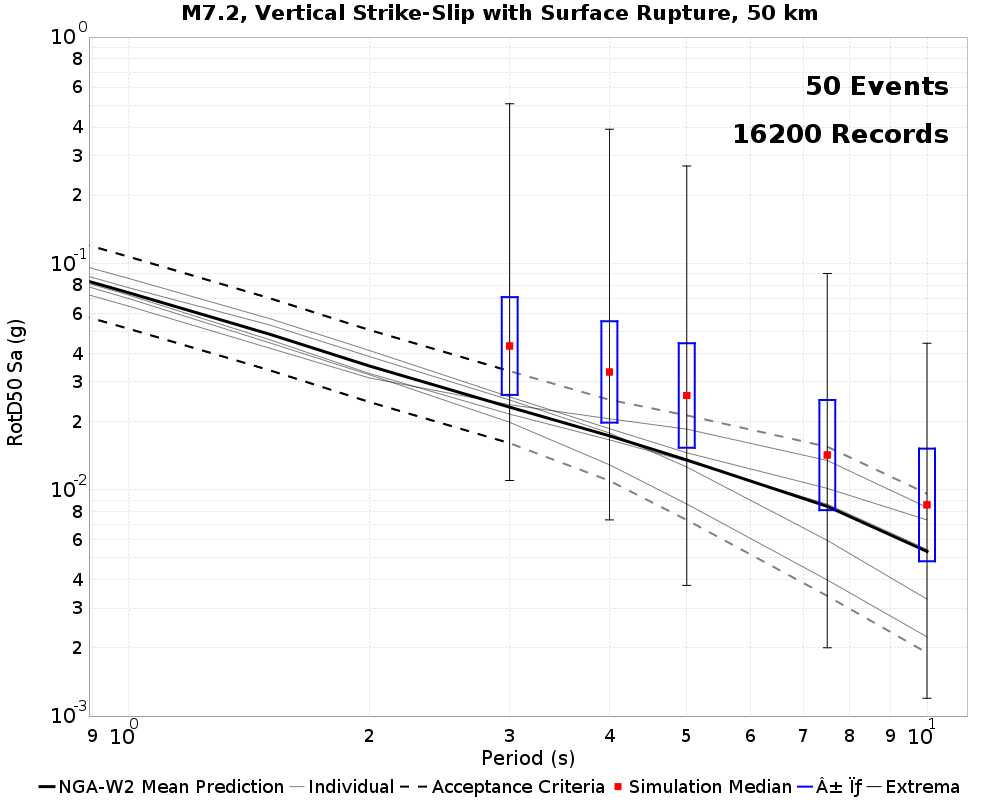 M7.2, Vertical Strike-Slip with Surface Rupture, 50 km
50 Events
16200 Records
RotD50 Sa (g)
10^0
8
6
4
3
2
10^-1
8
6
4
3
2
10^-2
8
6
4
3
2
10^-3
9 10^0 2 3 4 5 6 7 8 9 10^1
Period (s)
NGA-W2 Mean Prediction Individual Acceptance Criteria Simulation Median Â± Ïƒ Extrema